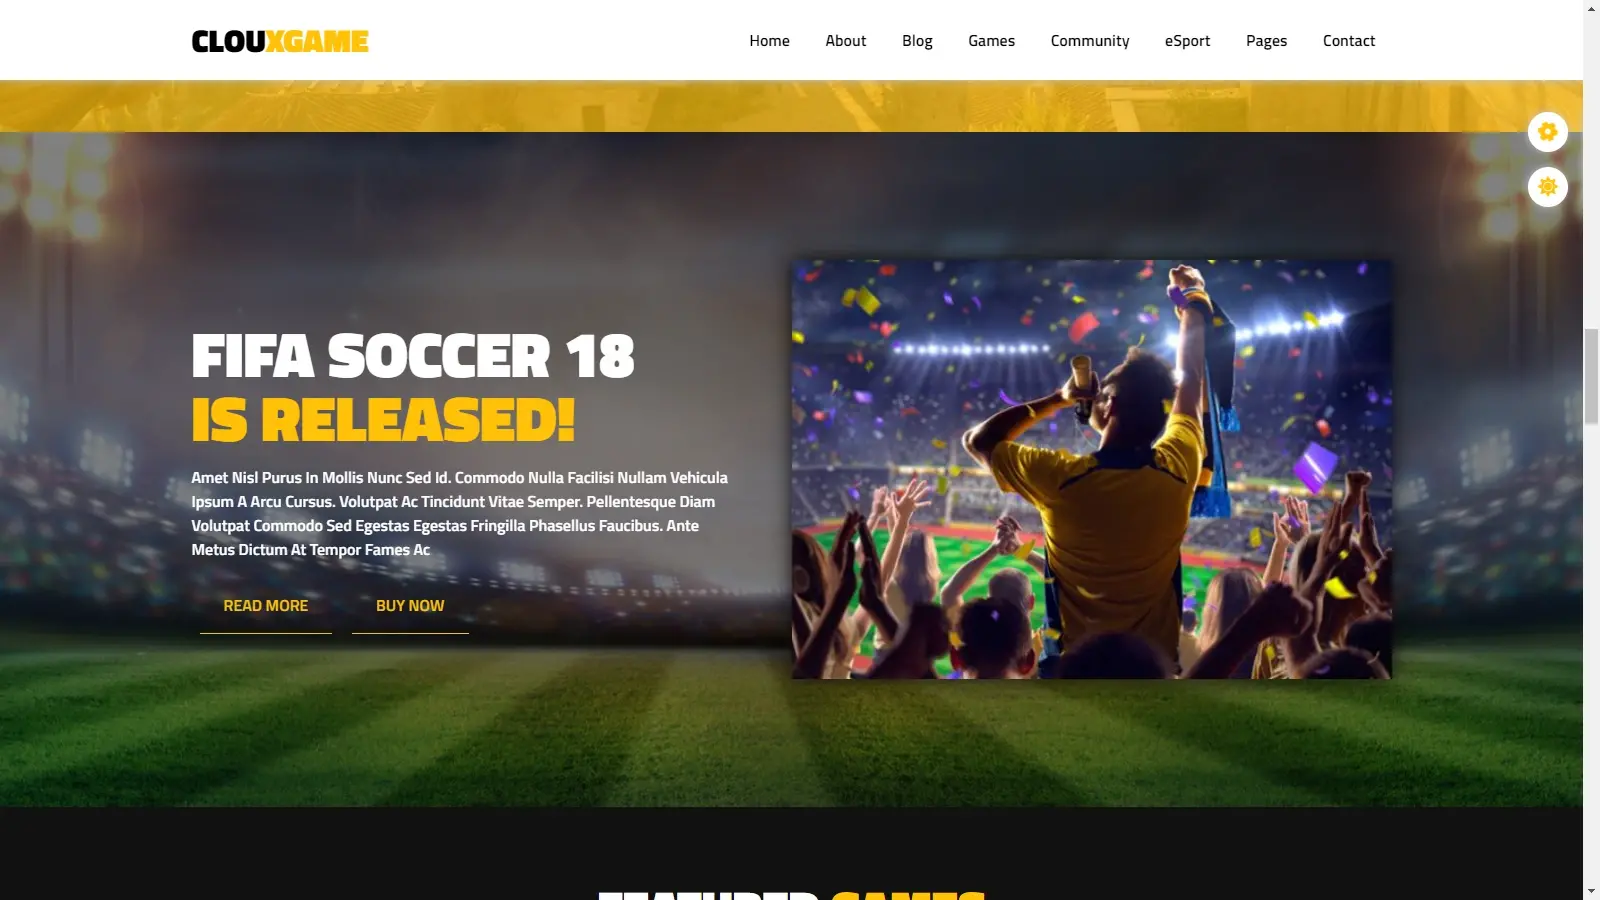 CLOUXGAME
Home About Blog Games Community eSport Pages Contact
FIFA SOCCER 18
IS RELEASED!
Amet Nisl Purus In Mollis Nunc Sed Id. Commodo Nulla Facilisi Nullam Vehicula
Ipsum A Arcu Cursus. Volutpat Ac Tincidunt Vitae Semper. Pellentesque Diam
Volutpat Commodo Sed Egestas Egestas Fringilla Phasellus Faucibus. Ante
Metus Dictum At Tempor Fames Ac
READ MORE BUY NOW
FEATURED GAMES